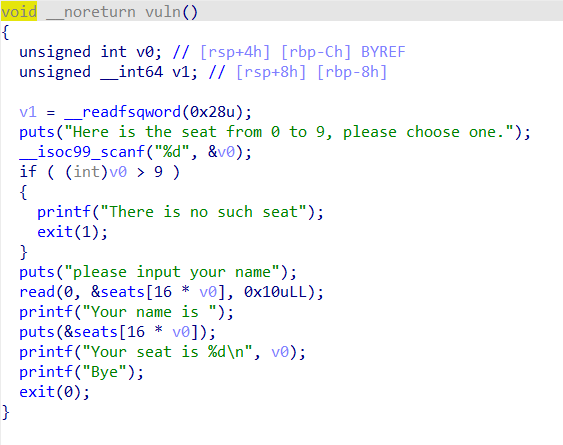 void __noreturn vuln()
{
  unsigned int v0; // [rsp+4h] [rbp-Ch] BYREF
  unsigned __int64 v1; // [rsp+8h] [rbp-8h]

  v1 = __readfsqword(0x28u);
  puts("Here is the seat from 0 to 9, please choose one.");
  __isoc99_scanf("%d", &v0);
  if ( (int)v0 > 9 )
  {
    printf("There is no such seat");
    exit(1);
  }
  puts("please input your name");
  read(0, &seats[16 * v0], 0x10uLL);
  printf("Your name is ");
  puts(&seats[16 * v0]);
  printf("Your seat is %d\n", v0);
  printf("Bye");
  exit(0);
}